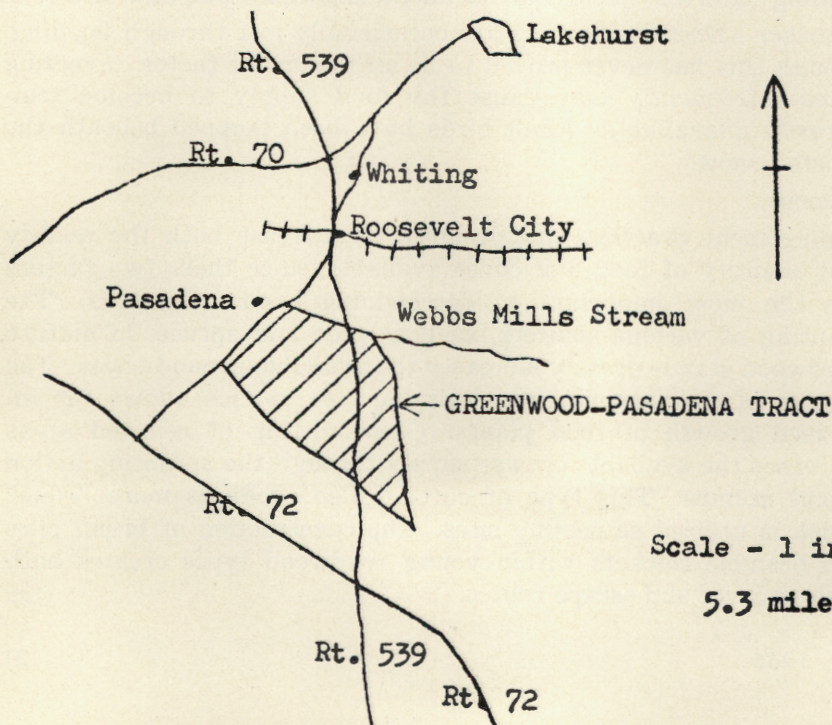 Lakehurst
Rt. 539
Rt. 70
Whiting
Roosevelt City
Pasadena
Webbs Mills Stream
GREENWOOD-PASADENA TRACT
Rt. 72
Scale - 1 in
5.3 mile
Rt. 539
Rt. 72